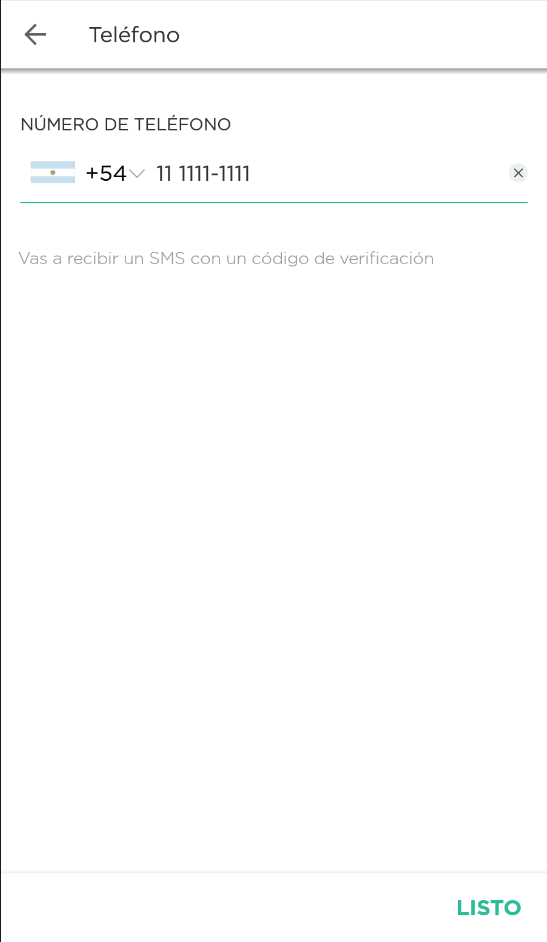 Teléfono
NÚMERO DE TELÉFONO
+54 11 1111-1111
Vas a recibir un SMS con un código de verificación
LISTO